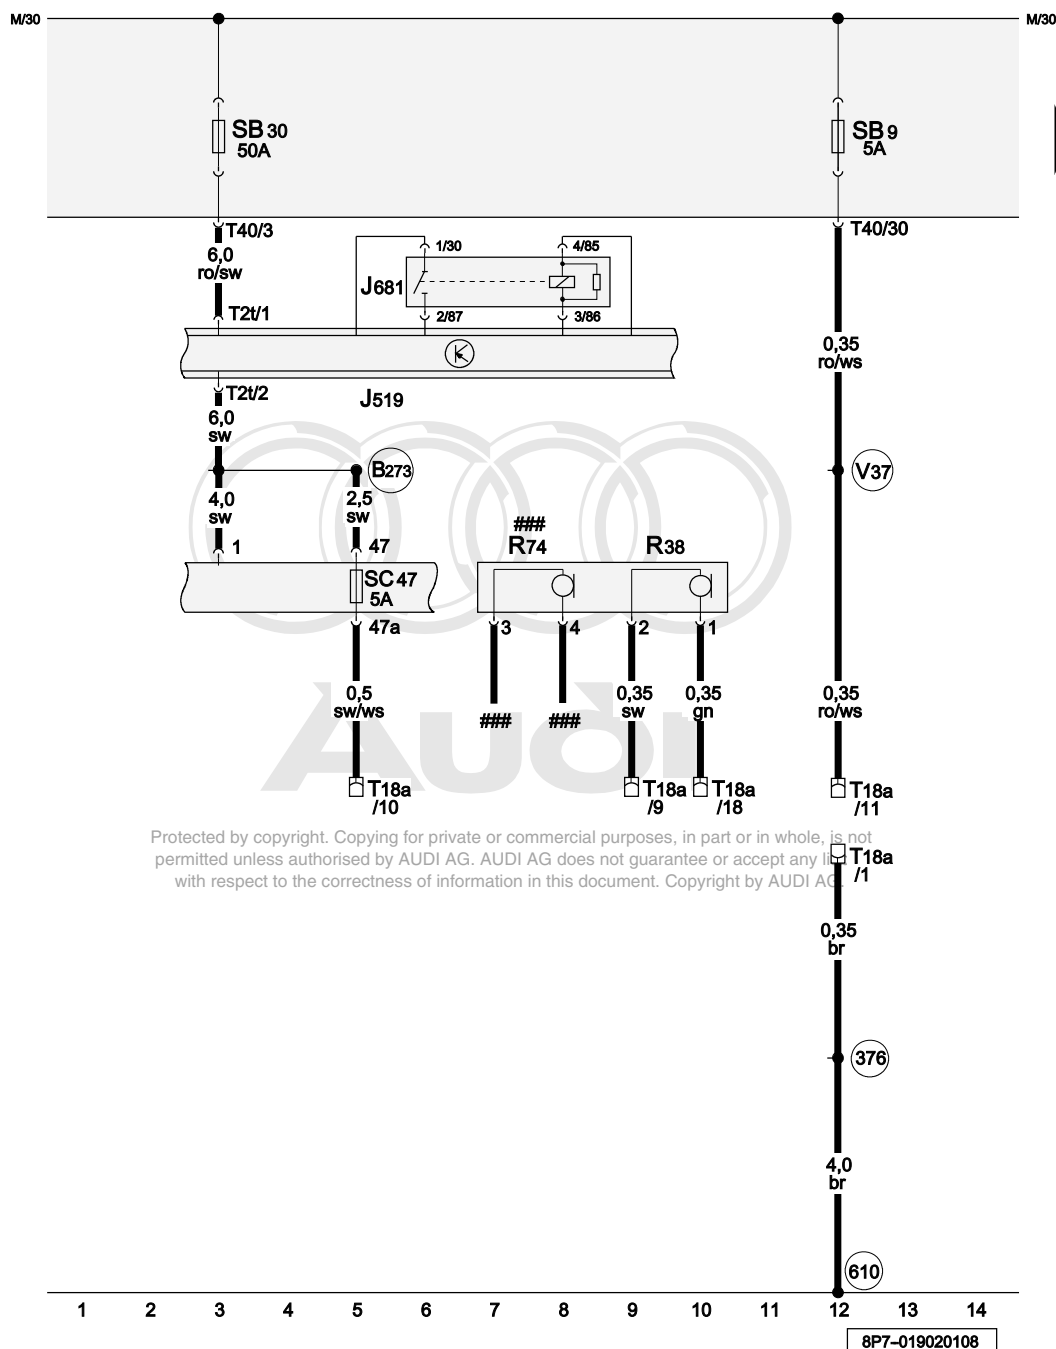 M/30
M/30
SB 30
50A
SB 9
5A
T40/3
T40/30
6,0
ro/sw
1/30
4/85
J681
T2t/1
2/87
3/86
0,35
ro/ws
T2t/2
J519
6,0
sw
B273
V37
4,0
sw
2,5
sw
###
R74
R38
1
47
SC 47
5A
47a
3
4
2
1
0,5
sw/ws
0,35
sw
0,35
gn
0,35
ro/ws
###
###
Audi
T18a
/10
T18a
/9
T18a
/18
T18a
/11
Protected by copyright. Copying for private or commercial purposes, in part or in whole, is not
permitted unless authorised by AUDI AG. AUDI AG does not guarantee or accept any
with respect to the correctness of information in this document. Copyright by AUDI AG.
T18a
/1
0,35
br
376
4,0
br
610
1 2 3 4 5 6 7 8 9 10 11 12 13 14
8P7-019020108